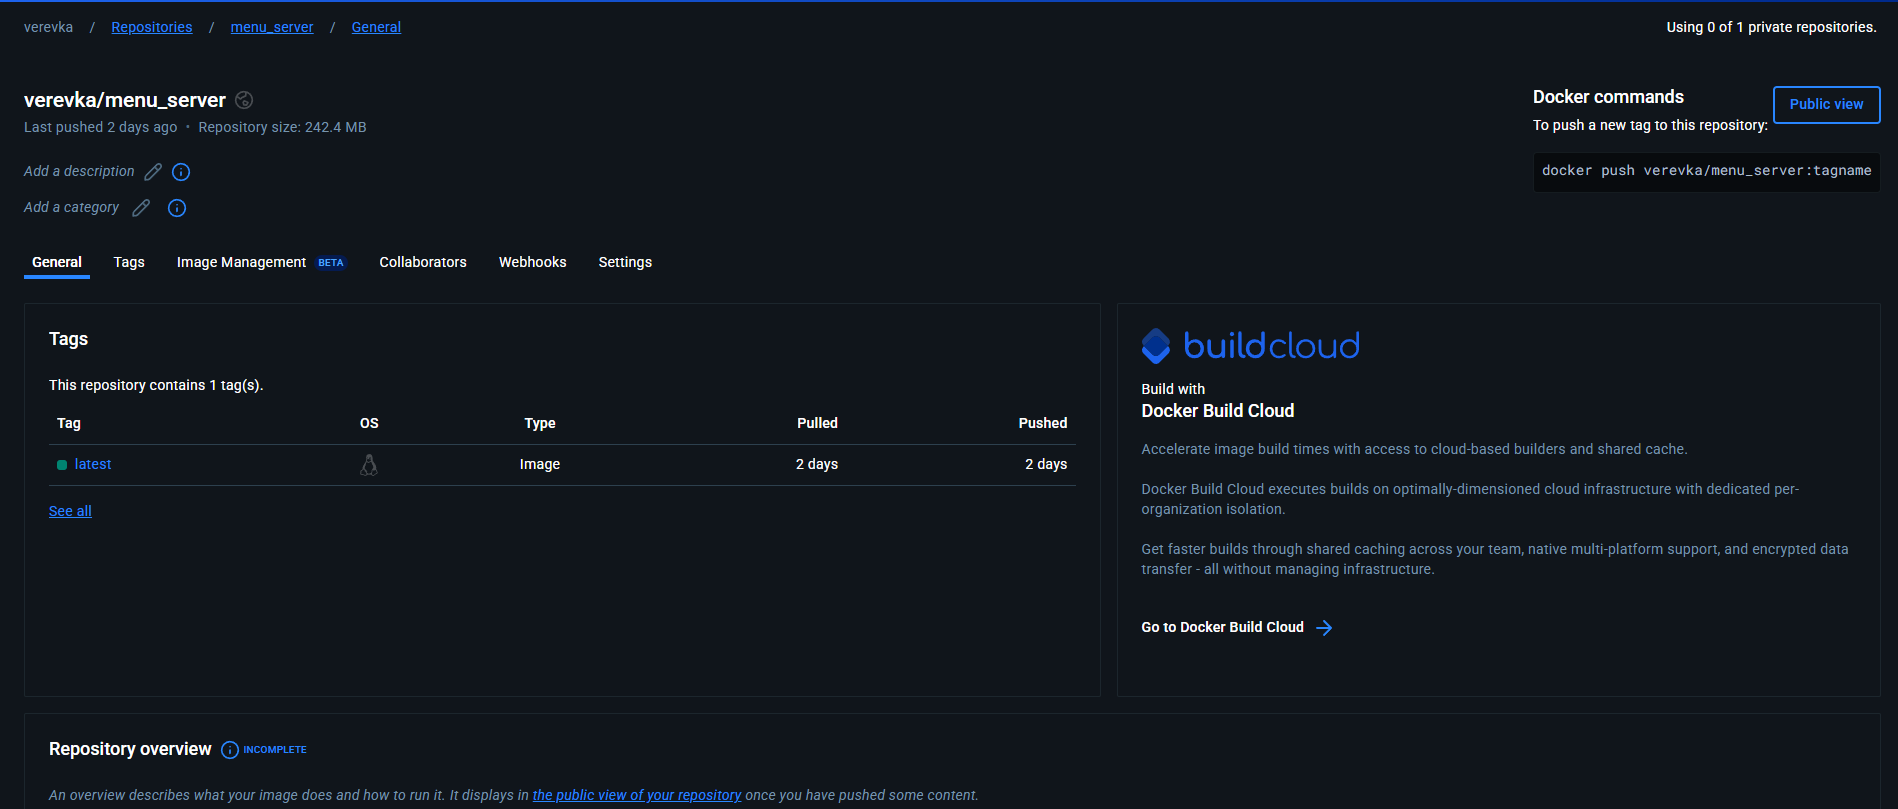 verevka / Repositories / menu_server / General
Using 0 of 1 private repositories.
verevka/menu_server
Last pushed 2 days ago • Repository size: 242.4 MB
Add a description
Add a category
Docker commands
Public view
To push a new tag to this repository:
docker push verevka/menu_server:tagname
General Tags Image Management BETA Collaborators Webhooks Settings
Tags
This repository contains 1 tag(s).
Tag OS Type Pulled Pushed
latest Image 2 days 2 days
See all
buildcloud
Build with
Docker Build Cloud
Accelerate image build times with access to cloud-based builders and shared cache.
Docker Build Cloud executes builds on optimally-dimensioned cloud infrastructure with dedicated per-
organization isolation.
Get faster builds through shared caching across your team, native multi-platform support, and encrypted data
transfer - all without managing infrastructure.
Go to Docker Build Cloud
Repository overview INCOMPLETE
An overview describes what your image does and how to run it. It displays in the public view of your repository once you have pushed some content.